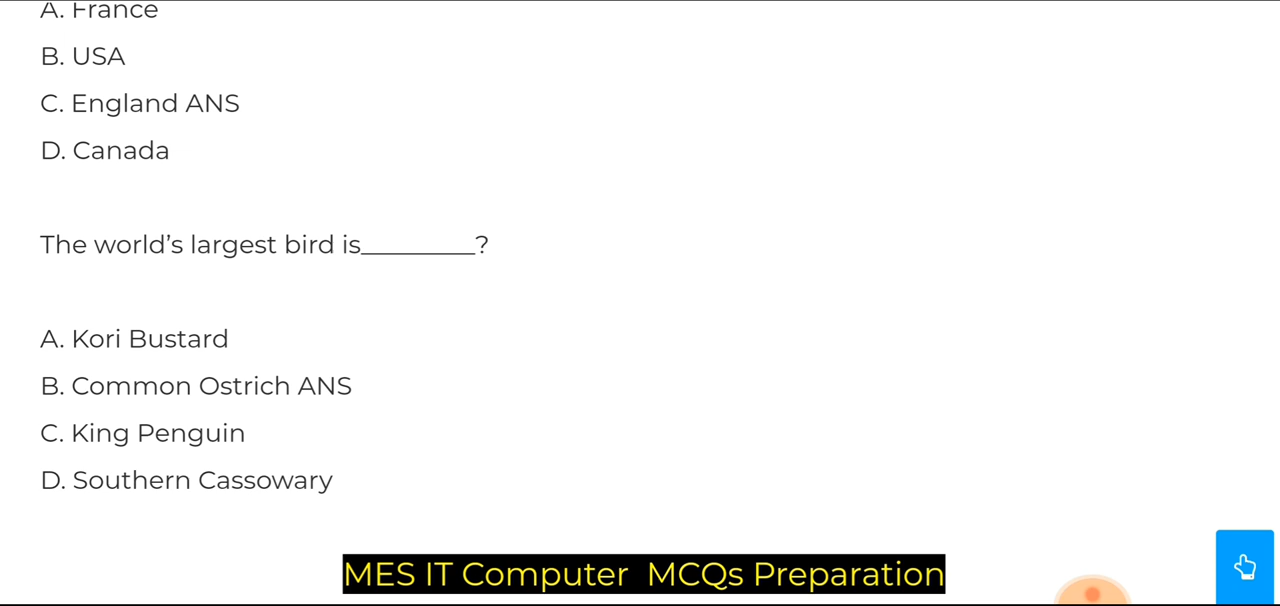 A. France
B. USA
C. England ANS
D. Canada
The world’s largest bird is_________?
A. Kori Bustard
B. Common Ostrich ANS
C. King Penguin
D. Southern Cassowary
MES IT Computer MCQs Preparation